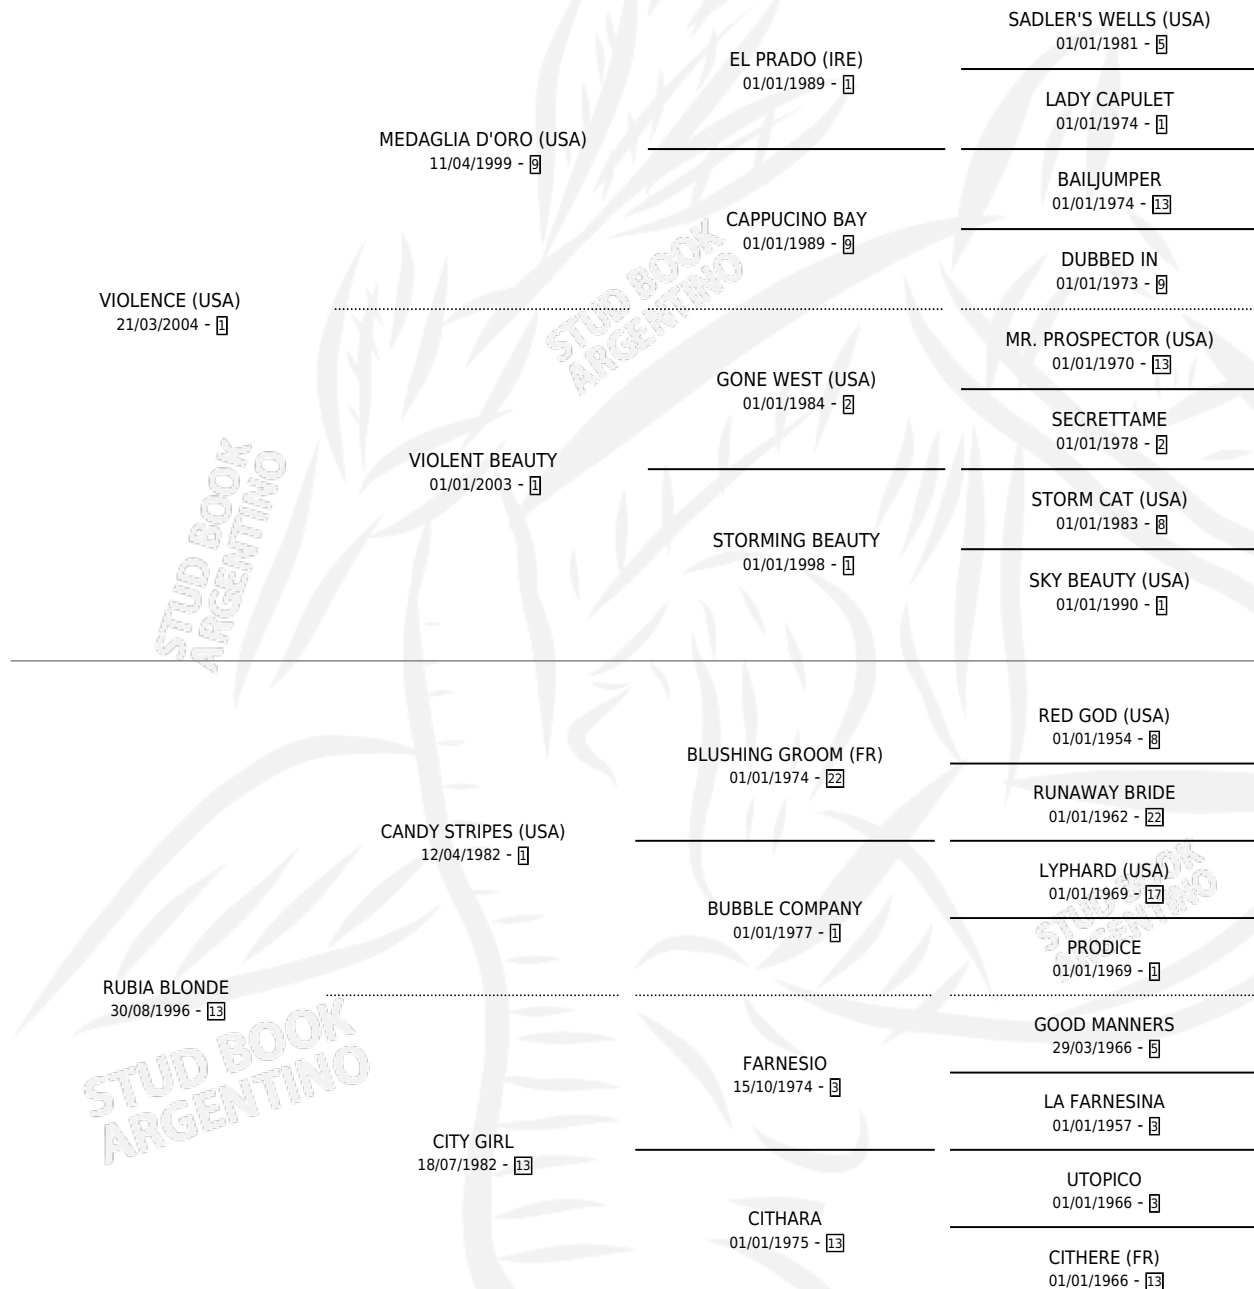 SADLER'S WELLS (USA)
01/01/1981 - 5
EL PRADO (IRE)
01/01/1989 - 1
LADY CAPULET
01/01/1974 - 1
MEDAGLIA D'ORO (USA)
11/04/1999 - 9
BAILJUMPER
01/01/1974 - 13
CAPPUCINO BAY
01/01/1989 - 9
DUBBED IN
01/01/1973 - 9
VIOLENCE (USA)
21/03/2004 - 1
MR. PROSPECTOR (USA)
01/01/1970 - 13
GONE WEST (USA)
01/01/1984 - 2
SECRETTAME
01/01/1978 - 2
VIOLENT BEAUTY
01/01/2003 - 1
STORM CAT (USA)
01/01/1983 - 8
STORMING BEAUTY
01/01/1998 - 1
SKY BEAUTY (USA)
01/01/1990 - 1
RED GOD (USA)
01/01/1954 - 8
BLUSHING GROOM (FR)
01/01/1974 - 22
RUNAWAY BRIDE
01/01/1962 - 22
CANDY STRIPES (USA)
12/04/1982 - 1
LYPHARD (USA)
01/01/1969 - 17
BUBBLE COMPANY
01/01/1977 - 1
PRODICE
01/01/1969 - 1
RUBIA BLONDE
30/08/1996 - 13
GOOD MANNERS
29/03/1966 - 5
FARNESIO
15/10/1974 - 3
LA FARNESINA
01/01/1957 - 3
CITY GIRL
18/07/1982 - 13
UTOPICO
01/01/1966 - 3
CITHARA
01/01/1975 - 13
CITHERE (FR)
01/01/1966 - 13
STUD BOOK
ARGENTINO
STUD BOOK
ARGENTINO
STUD BOOK
ARGENTINO
STUD BOOK
ARGENTINO